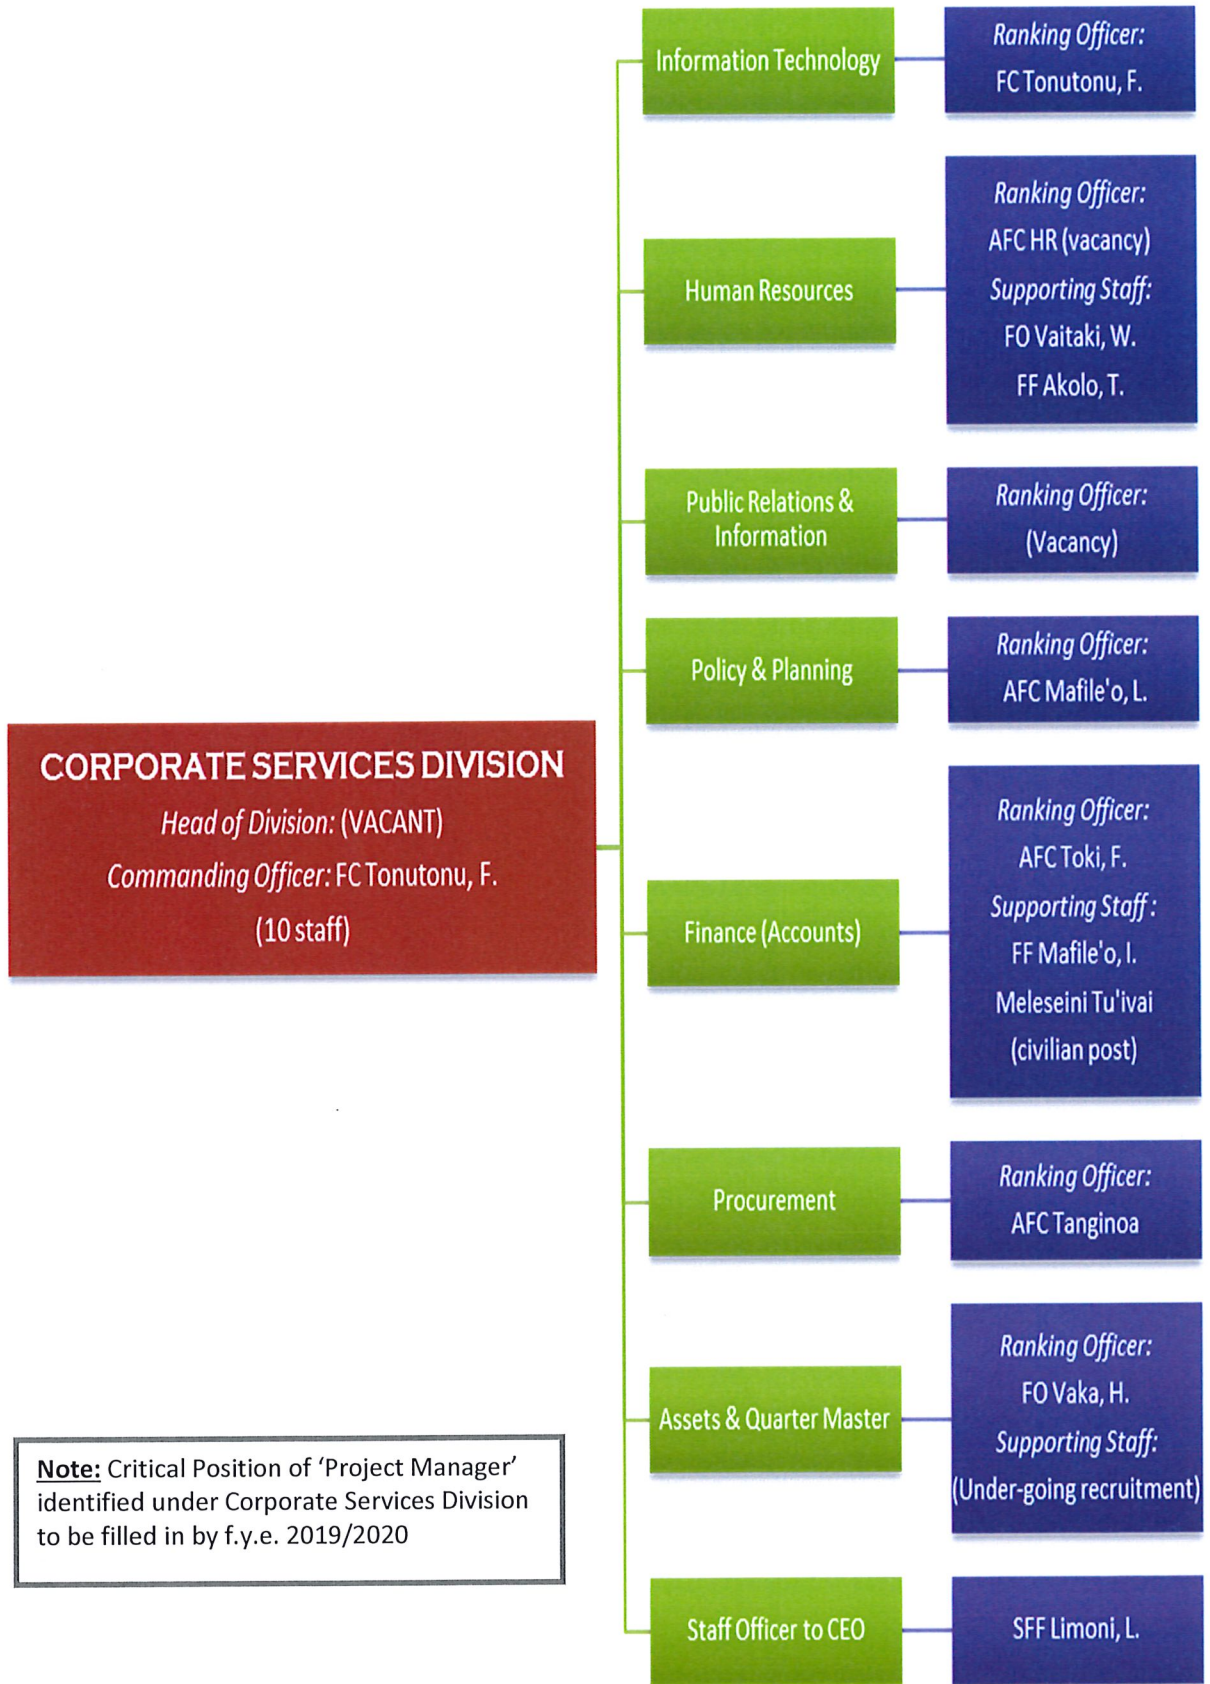 CORPORATE SERVICES DIVISION
Head of Division: (VACANT)
Commanding Officer: FC Tonutonu, F.
(10 staff)
Information Technology
Ranking Officer:
FC Tonutonu, F.
Human Resources
Ranking Officer:
AFC HR (vacancy)
Supporting Staff:
FO Vaitaki, W.
FF Akolo, T.
Public Relations &
Information
Ranking Officer:
(Vacancy)
Policy & Planning
Ranking Officer:
AFC Mafile'o, L.
Finance (Accounts)
Ranking Officer:
AFC Toki, F.
Supporting Staff :
FF Mafile'o, I.
Meleseini Tu'ivai
(civilian post)
Procurement
Ranking Officer:
AFC Tanginoa
Assets & Quarter Master
Ranking Officer:
FO Vaka, H.
Supporting Staff:
(Under-going recruitment)
Staff Officer to CEO
SFF Limoni, L.
Note: Critical Position of ‘Project Manager’
identified under Corporate Services Division
to be filled in by f.y.e. 2019/2020